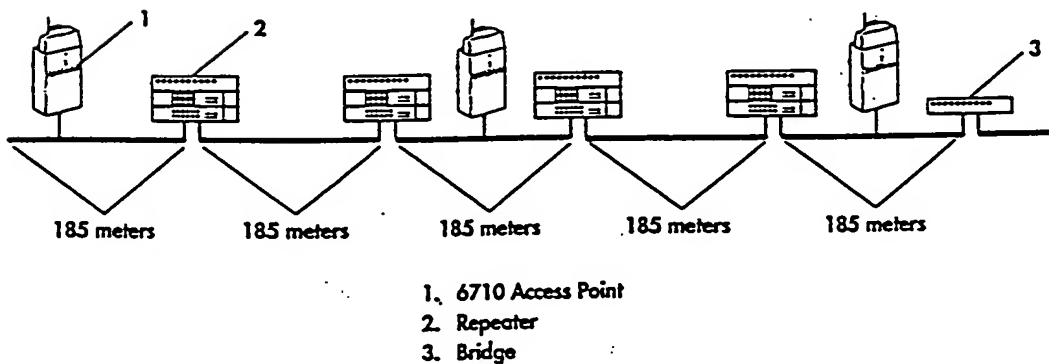 1
2
3
185 meters 185 meters 185 meters 185 meters 185 meters
1. 6710 Access Point
2. Repeater
3. Bridge